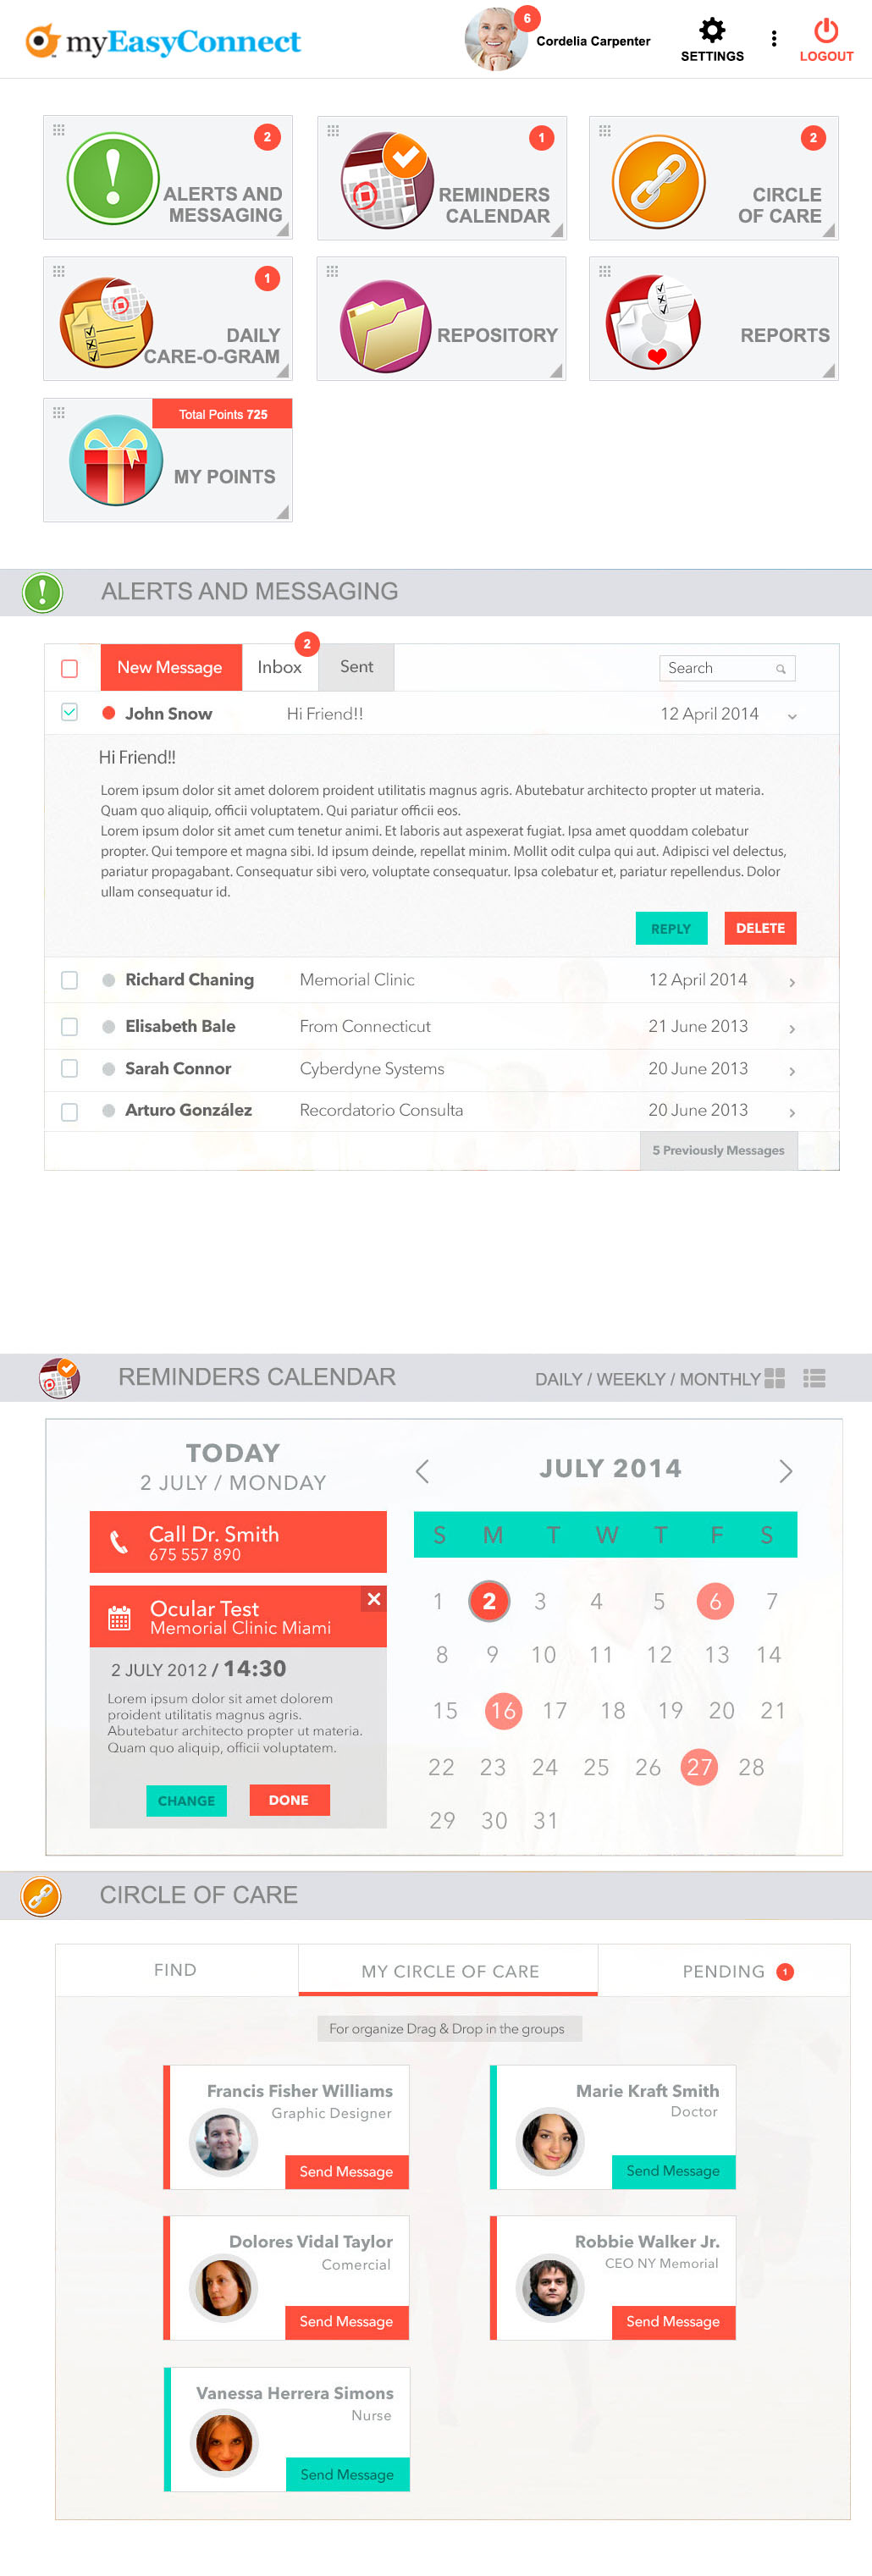 myEasyConnect
6
Cordelia Carpenter
SETTINGS
LOGOUT
2
ALERTS AND
MESSAGING
1
REMINDERS
CALENDAR
2
CIRCLE
OF CARE
1
DAILY
CARE-O-GRAM
REPOSITORY
REPORTS
Total Points 725
MY POINTS
ALERTS AND MESSAGING
New Message
Inbox
2
Sent
Search
John Snow Hi Friend!! 12 April 2014
Hi Friend!!
Lorem ipsum dolor sit amet dolorem proident utilitatis magnus agris. Abutebatur architecto propter ut materia.
Quam quo aliquip, officii voluptatem. Qui pariatur officii eos.
Lorem ipsum dolor sit amet cum tenetur animi. Et laboris aut aspexerat fugiat. Ipsa amet quoddam colebatur
propter. Qui tempore et magna sibi. Id ipsum deinde, repellat minim. Mollit odit culpa qui aut. Adipisci vel delectus,
pariatur propagabant. Consequatur sibi vero, voluptate consequatur. Ipsa colebatur et, pariatur repellendus. Dolor
ullam consequatur id.
REPLY DELETE
Richard Chaning Memorial Clinic 12 April 2014
Elisabeth Bale From Connecticut 21 June 2013
Sarah Connor Cyberdyne Systems 20 June 2013
Arturo González Recordatorio Consulta 20 June 2013
5 Previously Messages
REMINDERS CALENDAR
DAILY / WEEKLY / MONTHLY
TODAY
2 JULY / MONDAY
Call Dr. Smith
675 557 890
Ocular Test
Memorial Clinic Miami
2 JULY 2012 / 14:30
Lorem ipsum dolor sit amet dolorem
proident utilitatis magnus agris.
Abutebatur architecto propter ut materia.
Quam quo aliquip, officii voluptatem.
CHANGE DONE
JULY 2014
S M T W T F S
1 2 3 4 5 6 7
8 9 10 11 12 13 14
15 16 17 18 19 20 21
22 23 24 25 26 27 28
29 30 31
CIRCLE OF CARE
FIND
MY CIRCLE OF CARE
PENDING 1
For organize Drag & Drop in the groups
Francis Fisher Williams
Graphic Designer
Send Message
Marie Kraft Smith
Doctor
Send Message
Dolores Vidal Taylor
Comercial
Send Message
Robbie Walker Jr.
CEO NY Memorial
Send Message
Vanessa Herrera Simons
Nurse
Send Message